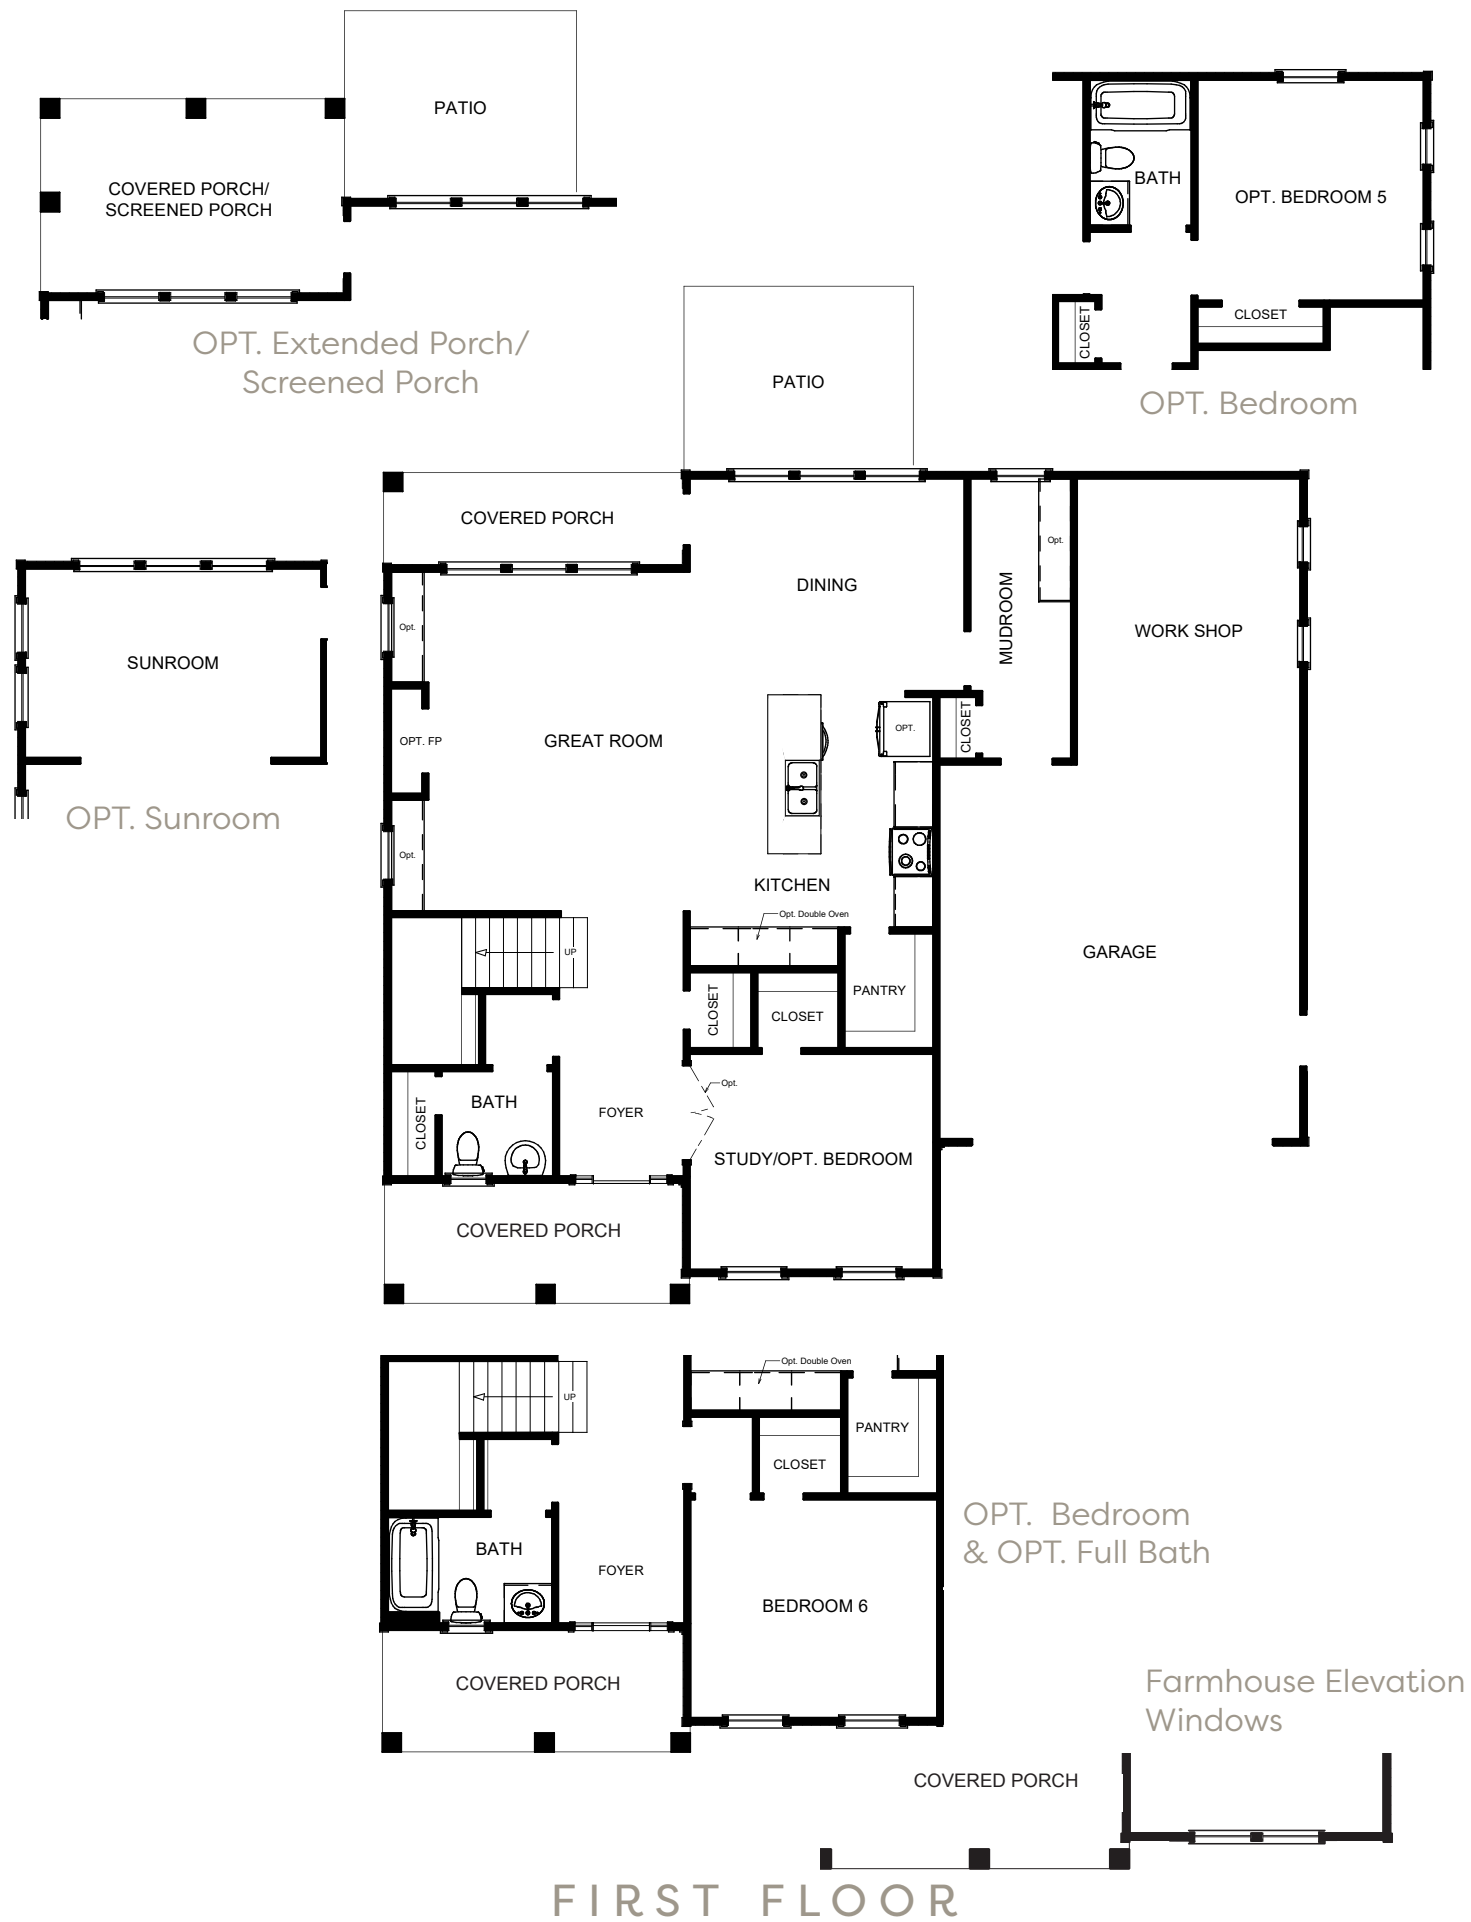 PATIO
COVERED PORCH/
SCREENED PORCH
OPT. Extended Porch/
Screened Porch
BATH
OPT. BEDROOM 5
CLOSET
CLOSET
OPT. Bedroom
PATIO
COVERED PORCH
DINING
Opt.
MUDROOM
WORK SHOP
SUNROOM
OPT. Sunroom
Opt.
OPT. FP
GREAT ROOM
OPT.
CLOSET
Opt.
KITCHEN
Opt. Double Oven
UP
GARAGE
CLOSET
CLOSET
PANTRY
Opt.
CLOSET
BATH
FOYER
STUDY/OPT. BEDROOM
COVERED PORCH
Opt. Double Oven
UP
PANTRY
CLOSET
OPT. Bedroom
& OPT. Full Bath
BATH
FOYER
BEDROOM 6
COVERED PORCH
Farmhouse Elevation
Windows
COVERED PORCH
FIRST FLOOR